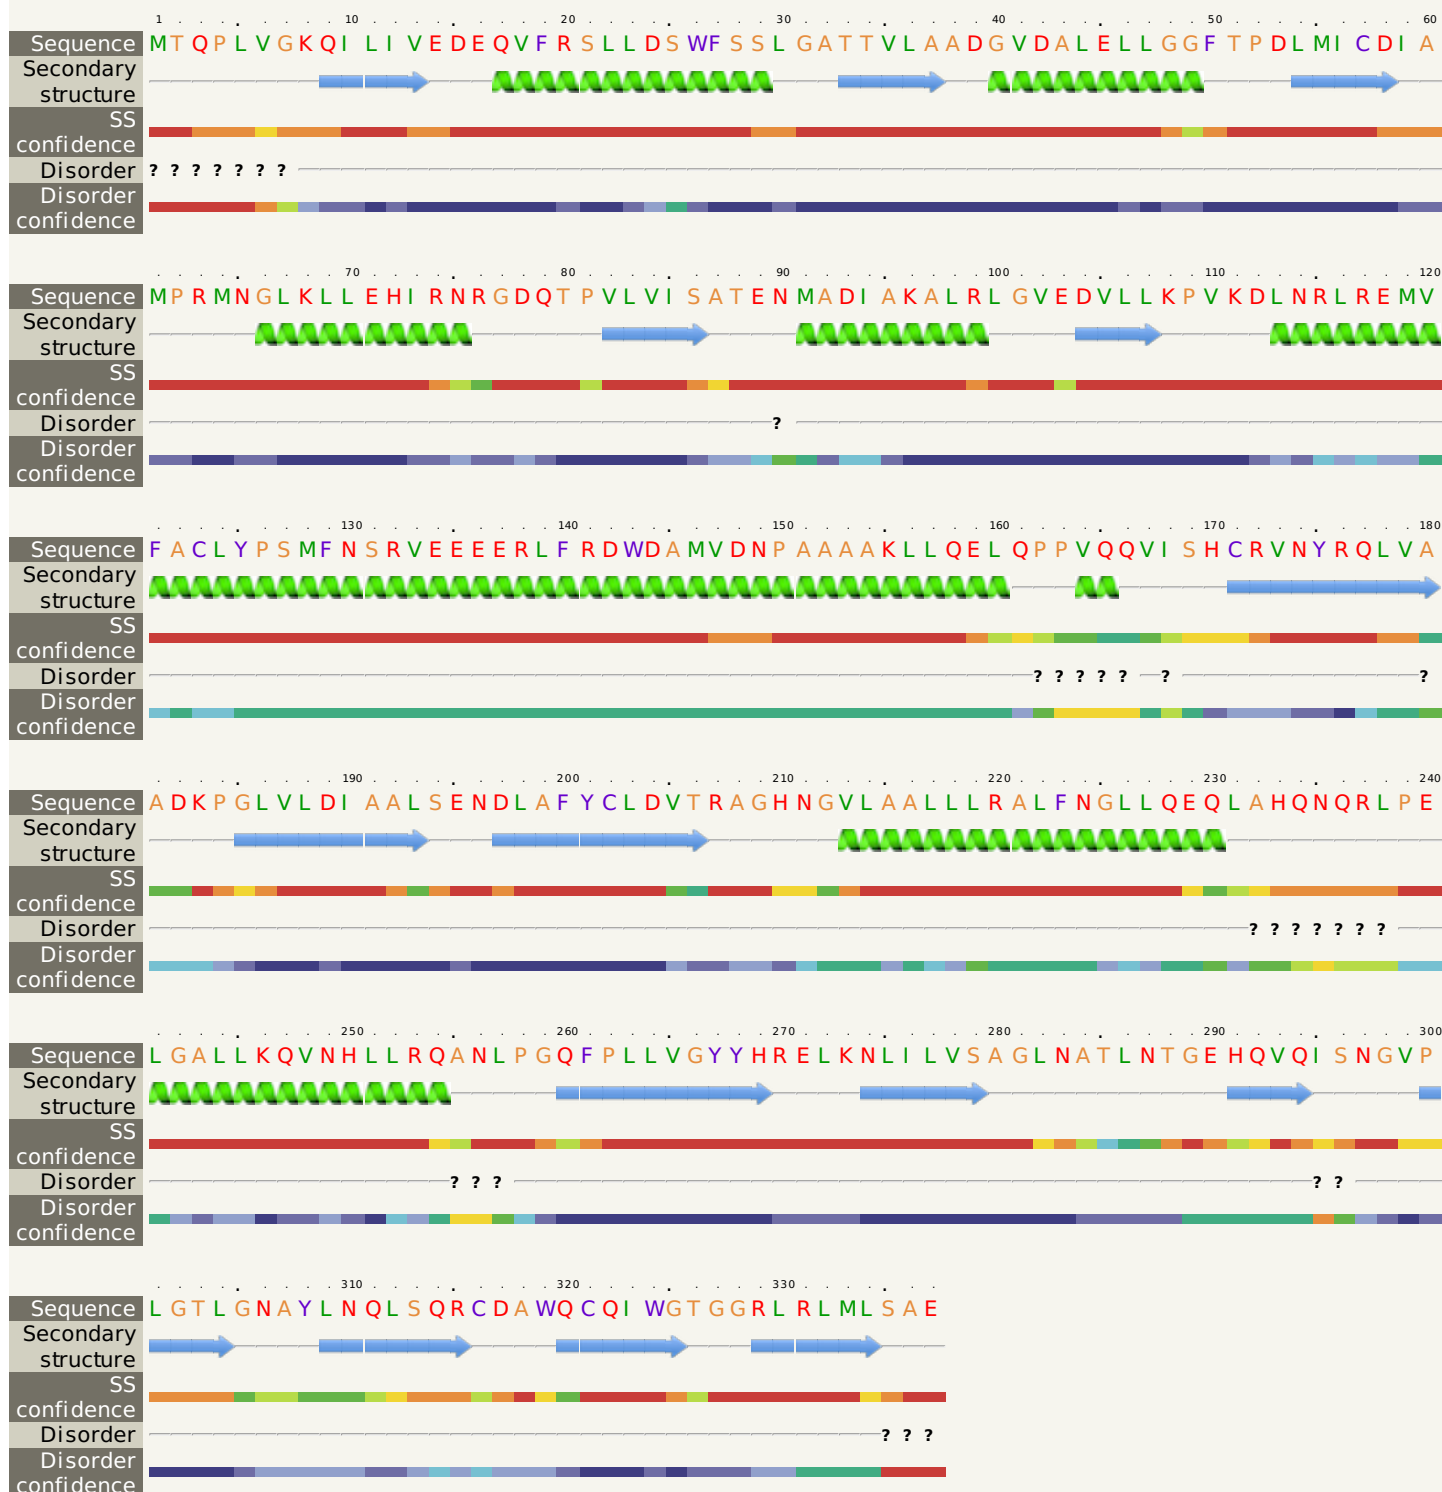 1 10 20 30 40 50 60
Sequence MTQPLVGKQILIVEDEQVFRSLLDSWFSSLGATTVLAADGVDALELLGGFTPDLMICDIA
Secondary
structure
SS
confidence
Disorder ? ? ? ? ? ? ?
Disorder
confidence
70 80 90 100 110 120
Sequence MPRMNGLKLLEHIRNRGDQTPVLVISATENMADIAKALRLGVEDVLLKPVKDLNRLREMV
Secondary
structure
SS
confidence
Disorder ?
Disorder
confidence
130 140 150 160 170 180
Sequence FACLYPSMFNSRVEEEERLFRDWDAMVDNPAAAAKLLQELQPPVQQVISHCRVNYRQLVA
Secondary
structure
SS
confidence
Disorder ? ? ? ? ? ? ?
Disorder
confidence
190 200 210 220 230 240
Sequence ADKPGLVLDIAALSENDLAFYCLDVTRAGHNGVLAALLLRALFNGLLQEQLAHQNQRLPE
Secondary
structure
SS
confidence
Disorder ? ? ? ? ? ? ?
Disorder
confidence
250 260 270 280 290 300
Sequence LGALLKQVNHLLRQANLPGQFPLLVGYYHRELKNLILVSAGLNATLNTGEHQVQISNGVP
Secondary
structure
SS
confidence
Disorder ? ? ? ? ?
Disorder
confidence
310 320 330
Sequence LGTLGNAYLNQLSQRCDAWQCQIWGTGGRLRLMLSAE
Secondary
structure
SS
confidence
Disorder ? ? ?
Disorder
confidence